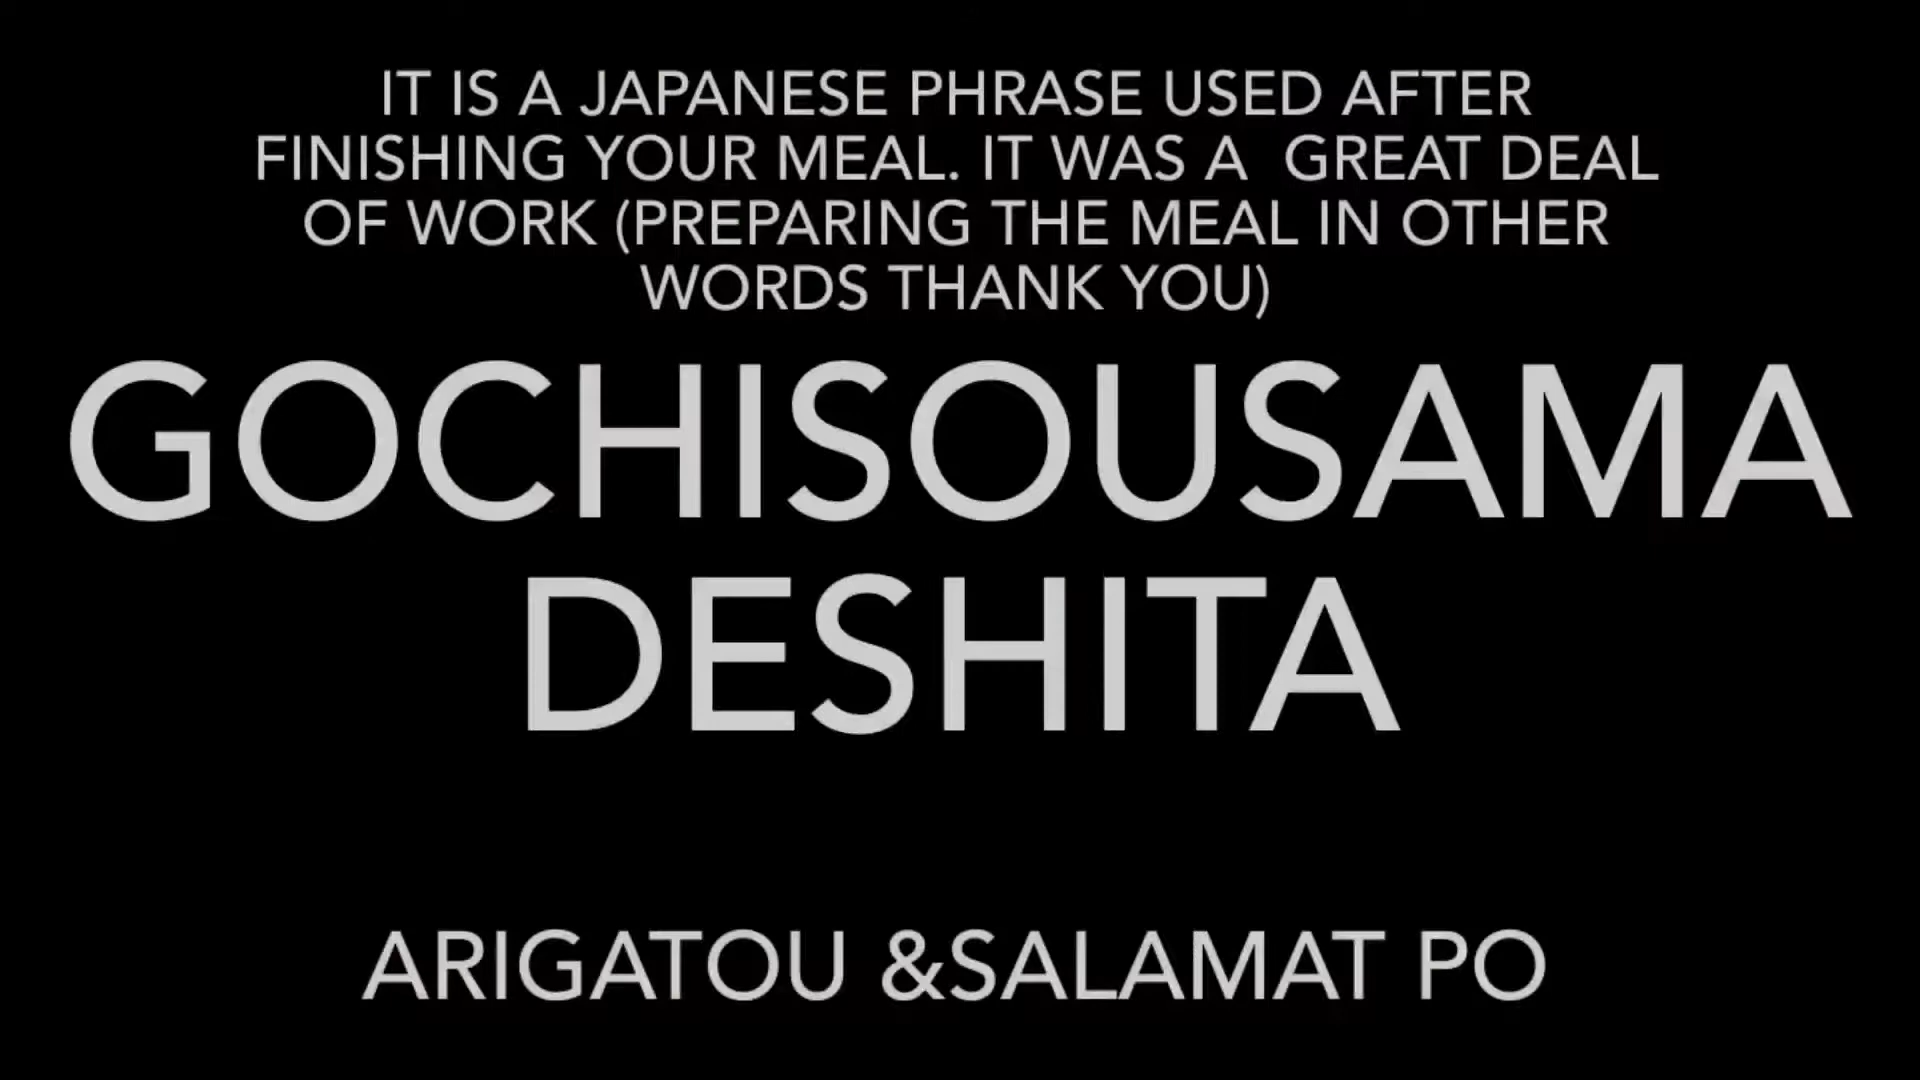 IT IS A JAPANESE PHRASE USED AFTER
FINISHING YOUR MEAL. IT WAS A  GREAT DEAL
OF WORK (PREPARING THE MEAL IN OTHER
WORDS THANK YOU)
GOCHISOUSAMA
DESHITA
ARIGATOU &SALAMAT PO